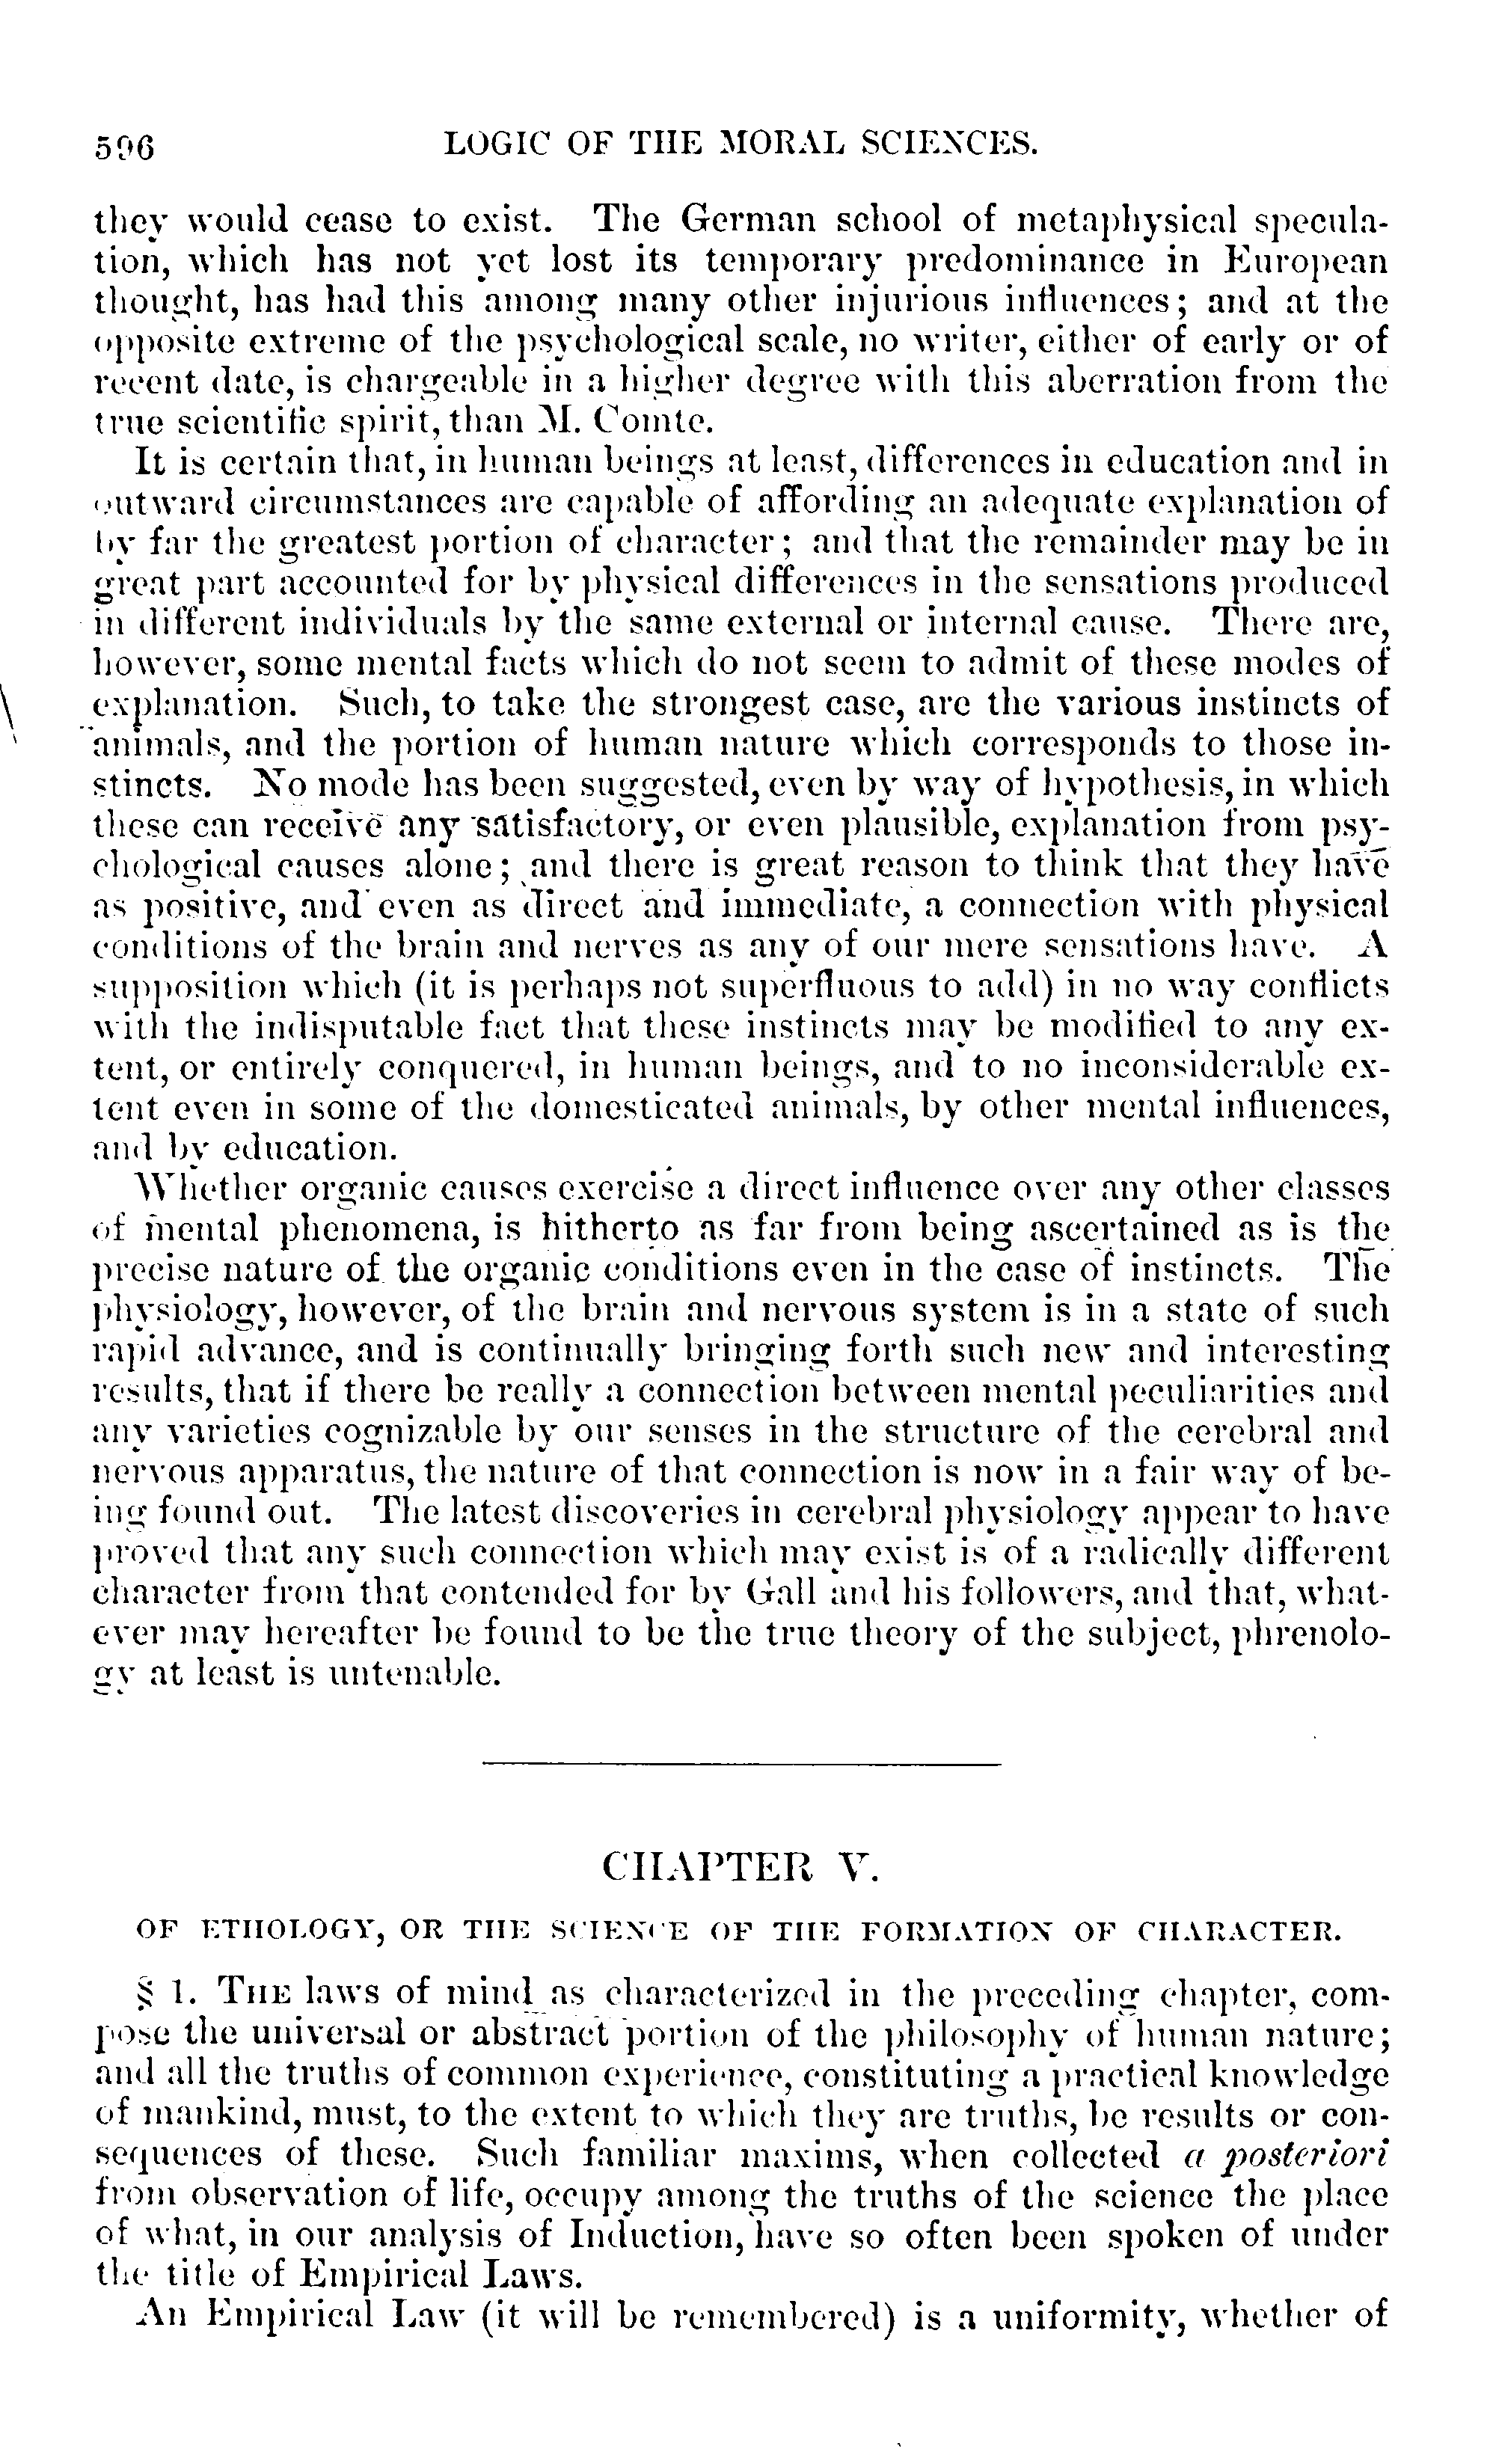 596 LOGIC OF THE MORAL SCIENCES.
they would cease to exist. The German school of metaphysical specula-
tion, which has not yet lost its temporary predominance in European
thought, has had this among many other injurious influences; and at the
opposite extreme of the psychological scale, no writer, either of early or of
recent date, is chargeable in a higher degree with this aberration from the
true scientific spirit, than M. Comte.
It is certain that, in human beings at least, differences in education and in
outward circumstances are capable of affording an adequate explanation of
by far the greatest portion of character; and that the remainder may be in
great part accounted for by physical differences in the sensations produced
in different individuals by the same external or internal cause. There are,
however, some mental facts which do not seem to admit of these modes of
explanation. Such, to take the strongest case, are the various instincts of
animals, and the portion of human nature which corresponds to those in-
stincts. No mode has been suggested, even by way of hypothesis, in which
these can receive any satisfactory, or even plausible, explanation from psy-
chological causes alone; and there is great reason to think that they have
as positive, and even as direct and immediate, a connection with physical
conditions of the brain and nerves as any of our mere sensations have. A
supposition which (it is perhaps not superfluous to add) in no way conflicts
with the indisputable fact that these instincts may be modified to any ex-
tent, or entirely conquered, in human beings, and to no inconsiderable ex-
tent even in some of the domesticated animals, by other mental influences,
and by education.
Whether organic causes exercise a direct influence over any other classes
of mental phenomena, is hitherto as far from being ascertained as is the
precise nature of the organic conditions even in the case of instincts. The
physiology, however, of the brain and nervous system is in a state of such
rapid advance, and is continually bringing forth such new and interesting
results, that if there be really a connection between mental peculiarities and
any varieties cognizable by our senses in the structure of the cerebral and
nervous apparatus, the nature of that connection is now in a fair way of be-
ing found out. The latest discoveries in cerebral physiology appear to have
proved that any such connection which may exist is of a radically different
character from that contended for by Gall and his followers, and that, what-
ever may hereafter be found to be the true theory of the subject, phrenolo-
gy at least is untenable.
CHAPTER V.
OF ETHOLOGY, OR THE SCIENCE OF THE FORMATION OF CHARACTER.
§ 1. THE laws of mind as characterized in the preceding chapter, com-
pose the universal or abstract portion of the philosophy of human nature;
and all the truths of common experience, constituting a practical knowledge
of mankind, must, to the extent to which they are truths, be results or con-
sequences of these. Such familiar maxims, when collected a posteriori
from observation of life, occupy among the truths of the science the place
of what, in our analysis of Induction, have so often been spoken of under
the title of Empirical Laws.
An Empirical Law (it will be remembered) is a uniformity, whether of